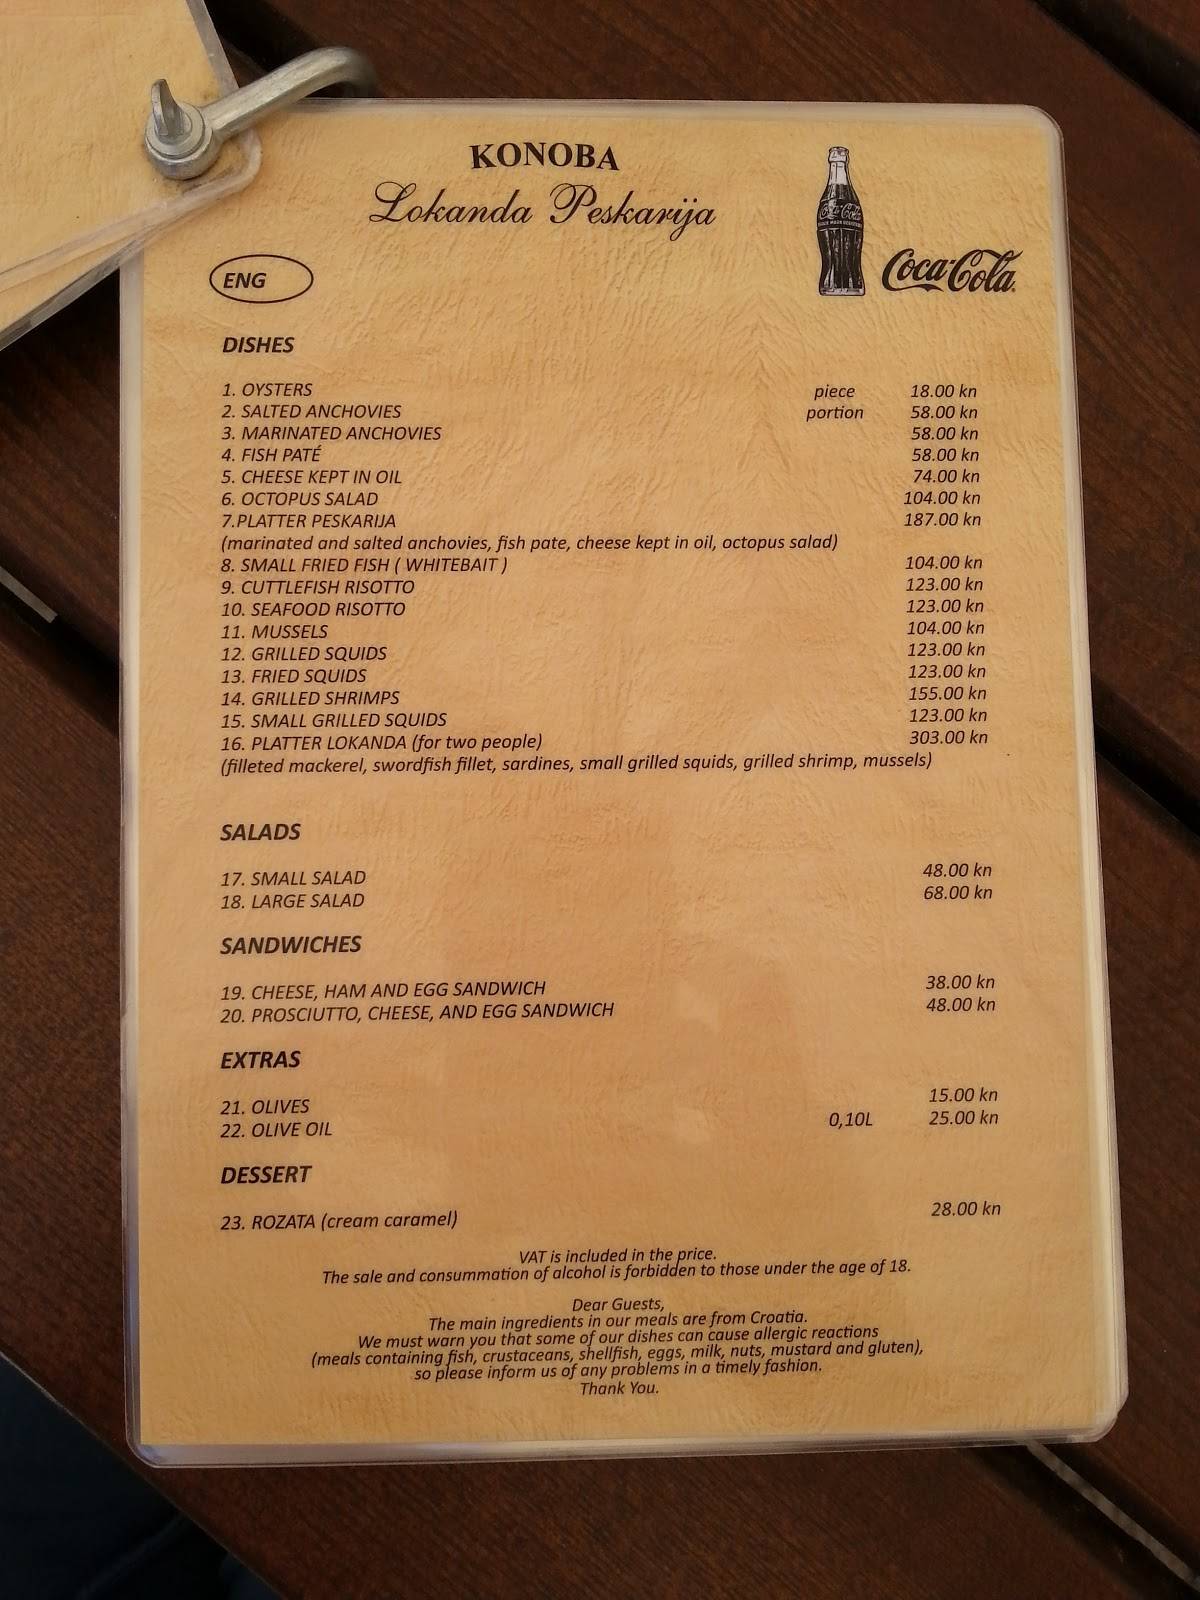 KONOBA
Lokanda Peskarija
Coca-Cola
Coca-Cola
ENG
DISHES
1. OYSTERS piece 18.00 kn
2. SALTED ANCHOVIES portion 58.00 kn
3. MARINATED ANCHOVIES 58.00 kn
4. FISH PATÉ 58.00 kn
5. CHEESE KEPT IN OIL 74.00 kn
6. OCTOPUS SALAD 104.00 kn
7.PLATTER PESKARIJA 187.00 kn
(marinated and salted anchovies, fish pate, cheese kept in oil, octopus salad)
8. SMALL FRIED FISH ( WHITEBAIT ) 104.00 kn
9. CUTTLEFISH RISOTTO 123.00 kn
10. SEAFOOD RISOTTO 123.00 kn
11. MUSSELS 104.00 kn
12. GRILLED SQUIDS 123.00 kn
13. FRIED SQUIDS 123.00 kn
14. GRILLED SHRIMPS 155.00 kn
15. SMALL GRILLED SQUIDS 123.00 kn
16. PLATTER LOKANDA (for two people) 303.00 kn
(filleted mackerel, swordfish fillet, sardines, small grilled squids, grilled shrimp, mussels)
SALADS
17. SMALL SALAD 48.00 kn
18. LARGE SALAD 68.00 kn
SANDWICHES
19. CHEESE, HAM AND EGG SANDWICH 38.00 kn
20. PROSCIUTTO, CHEESE, AND EGG SANDWICH 48.00 kn
EXTRAS
21. OLIVES 15.00 kn
22. OLIVE OIL 0,10L 25.00 kn
DESSERT
23. ROZATA (cream caramel) 28.00 kn
VAT is included in the price.
The sale and consummation of alcohol is forbidden to those under the age of 18.
Dear Guests,
The main ingredients in our meals are from Croatia.
We must warn you that some of our dishes can cause allergic reactions
(meals containing fish, crustaceans, shellfish, eggs, milk, nuts, mustard and gluten),
so please inform us of any problems in a timely fashion.
Thank You.